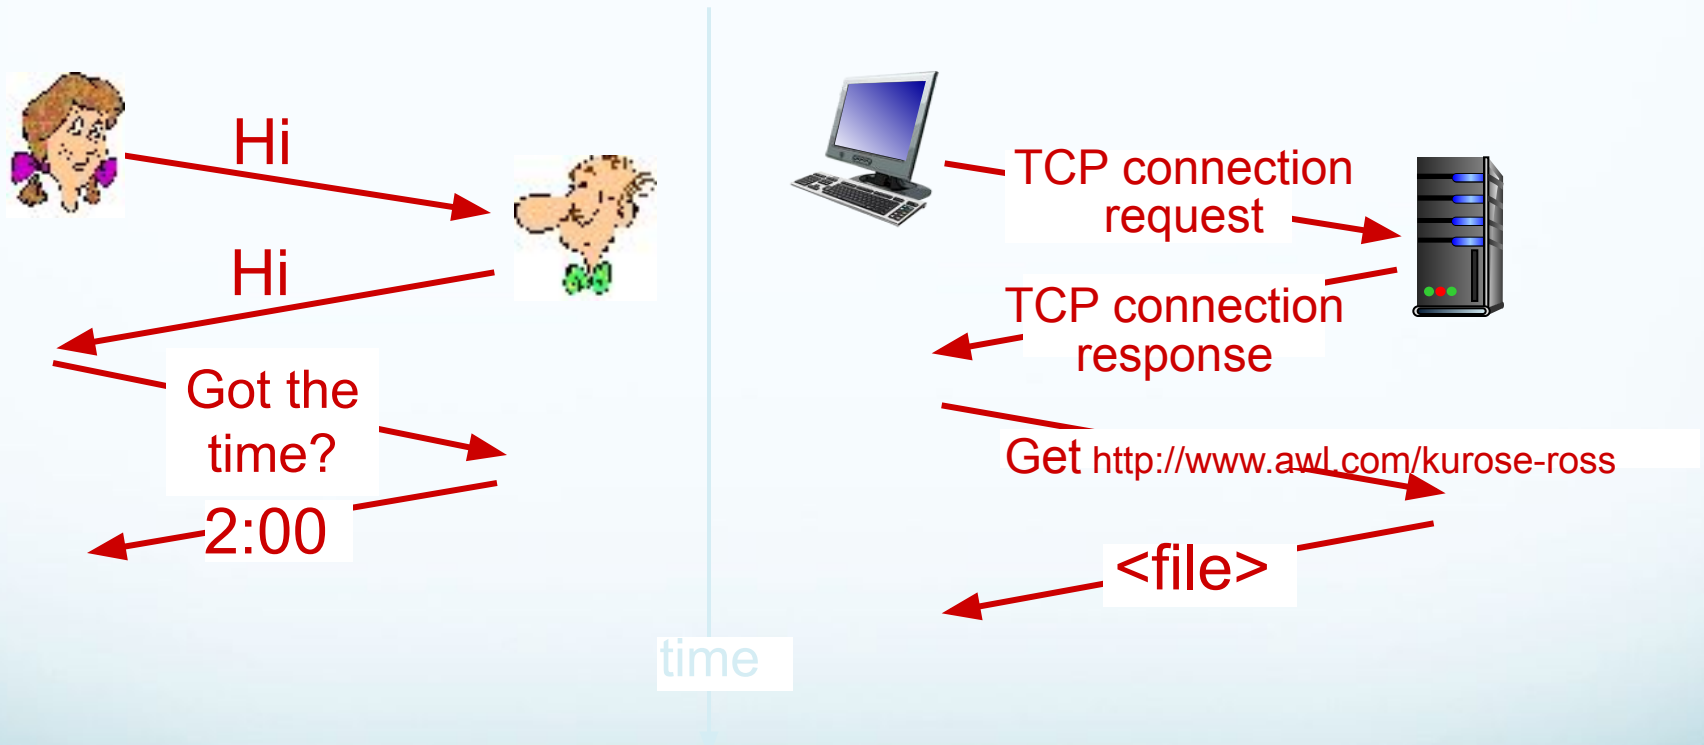 Hi
Hi
Got the
time?
2:00
TCP connection
request
TCP connection
response
Get http://www.awl.com/kurose-ross
<file>
time